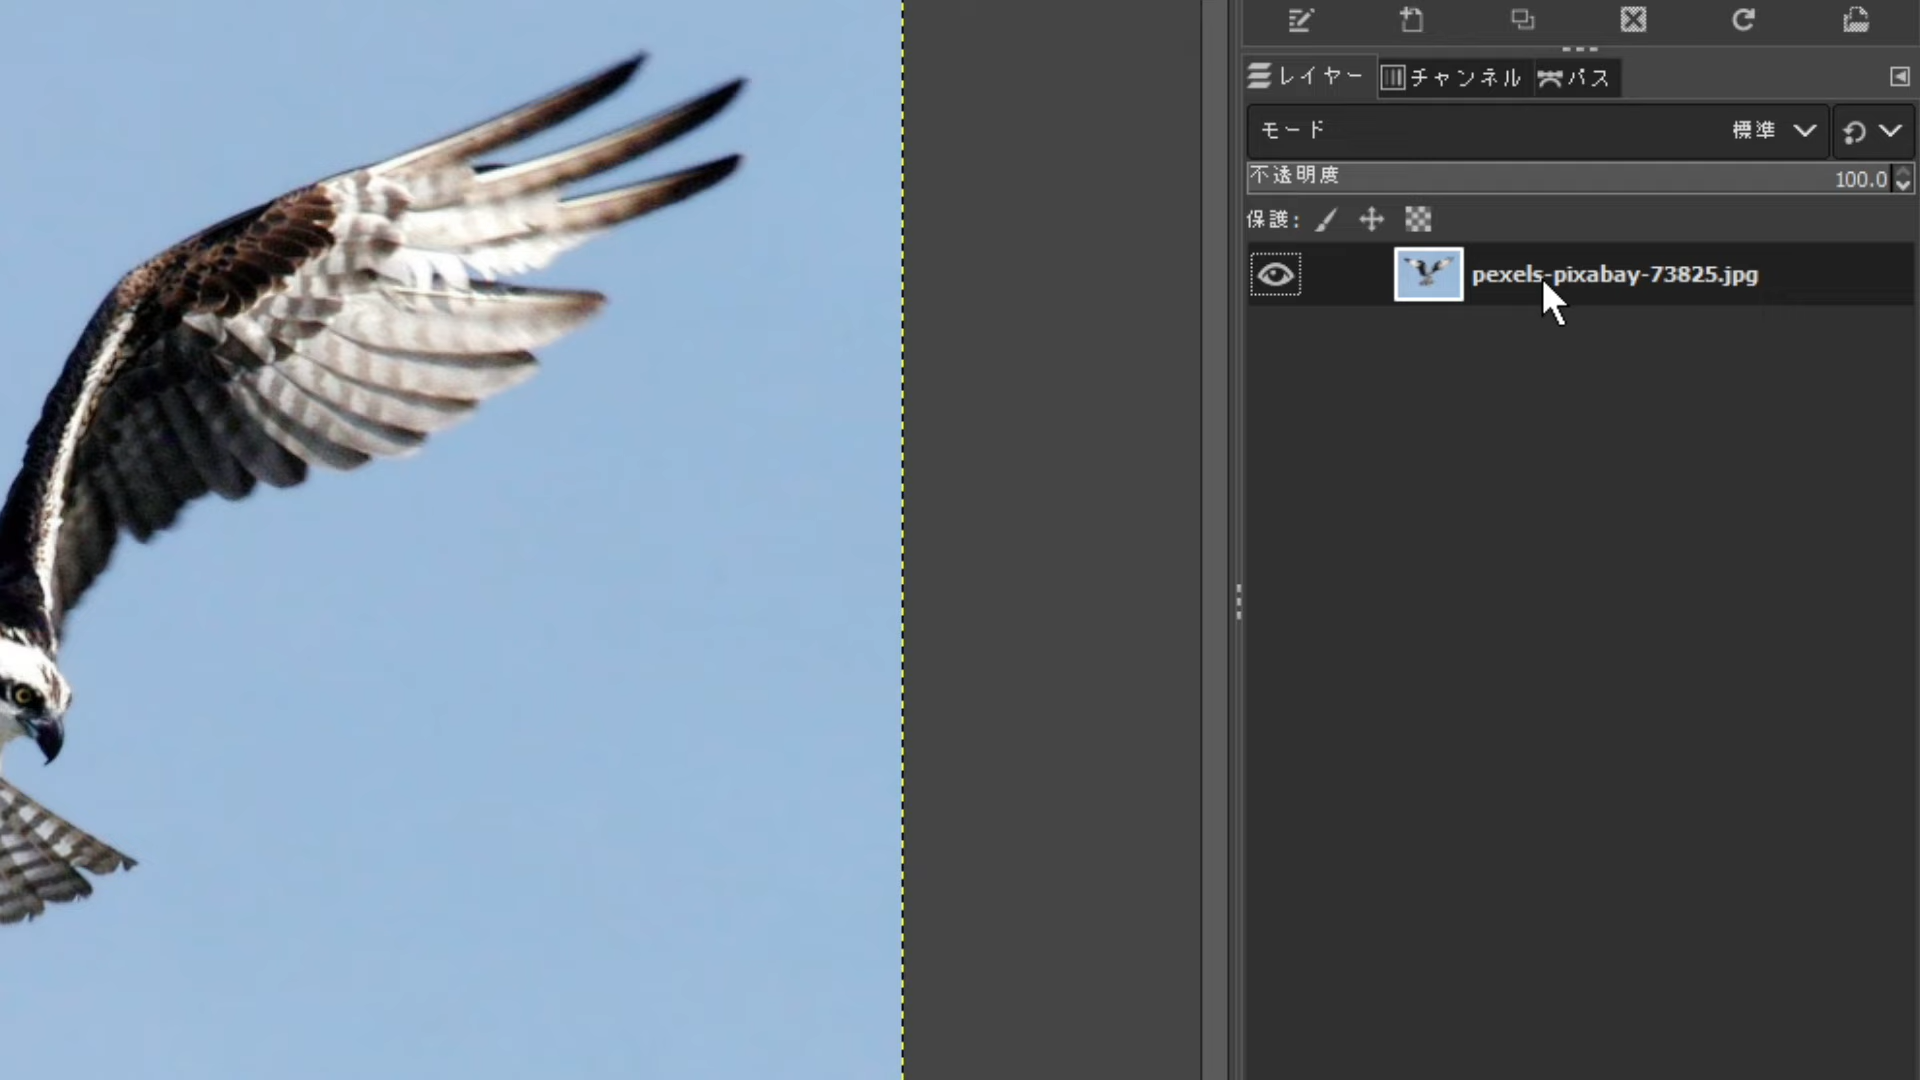 レイヤー チャンネル パス
モード 標準
不透明度 100.0
保護:
pexels-pixabay-73825.jpg